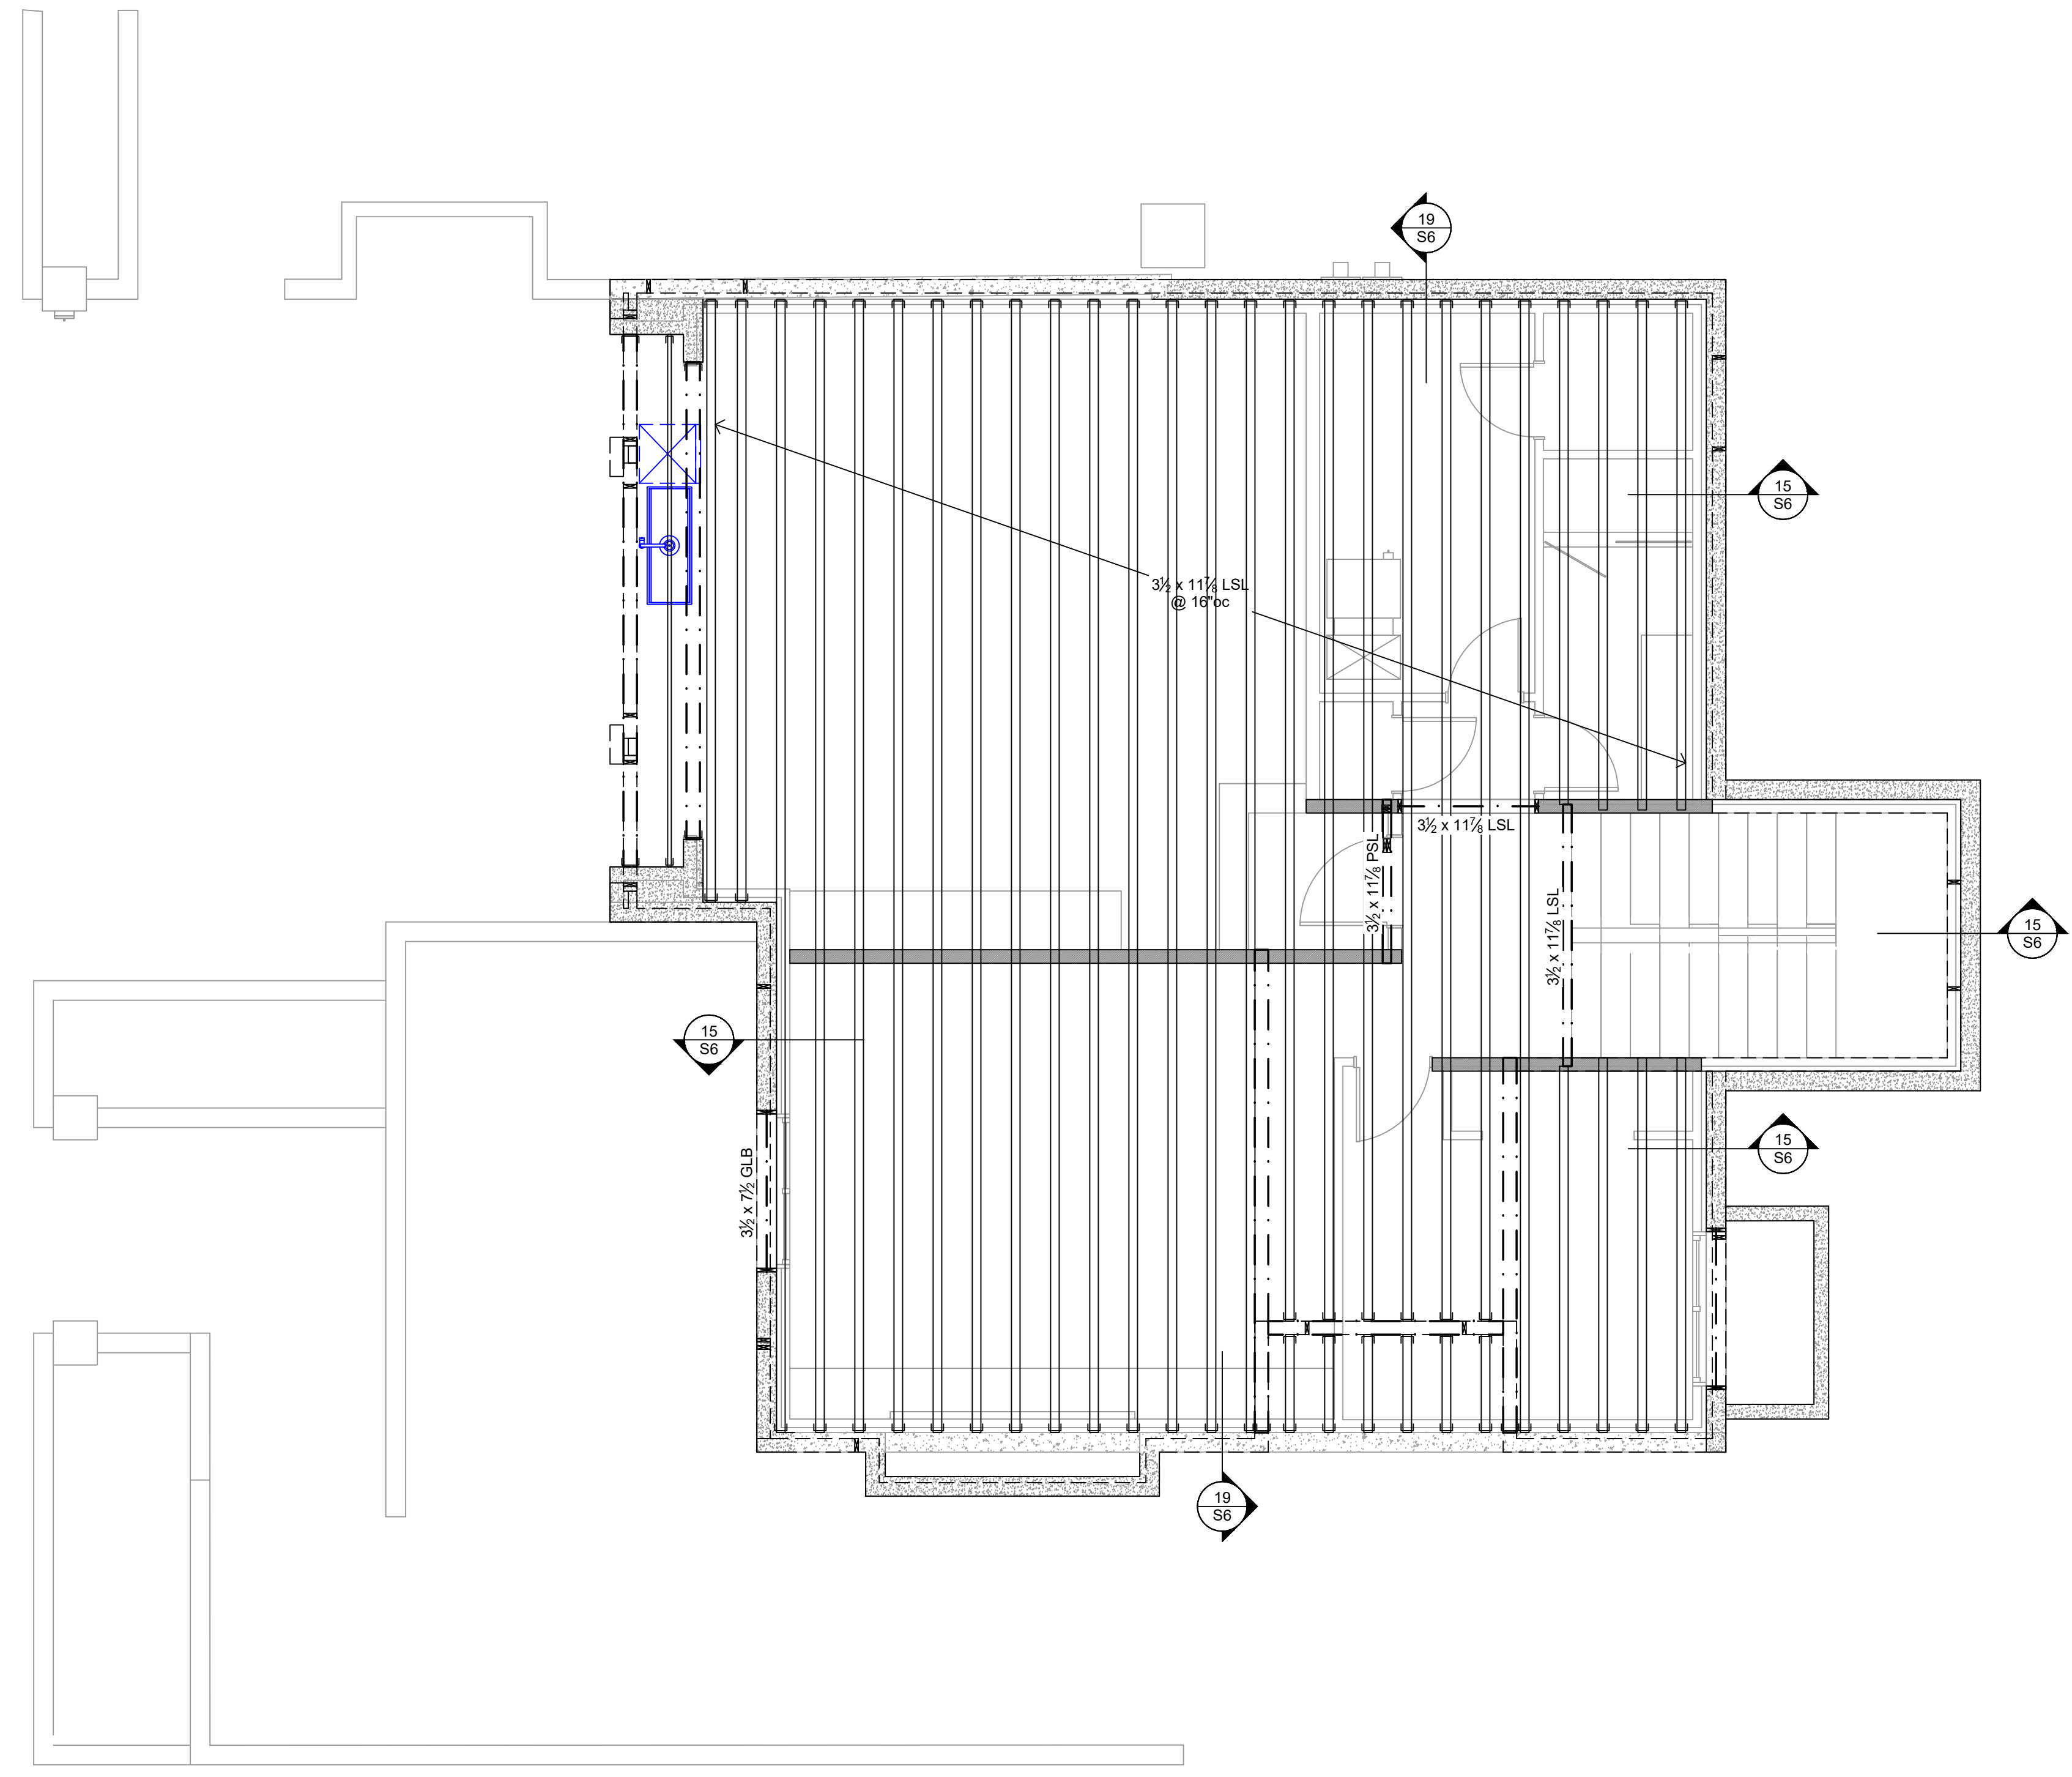 19
S6
15
S6
3½ x 11⅞ LSL
@ 16"oc
3½ x 11⅞ LSL
3½ x 11⅞ PSL
3½ x 11⅞ LSL
15
S6
15
S6
15
S6
3½ x 7½ GLB
19
S6